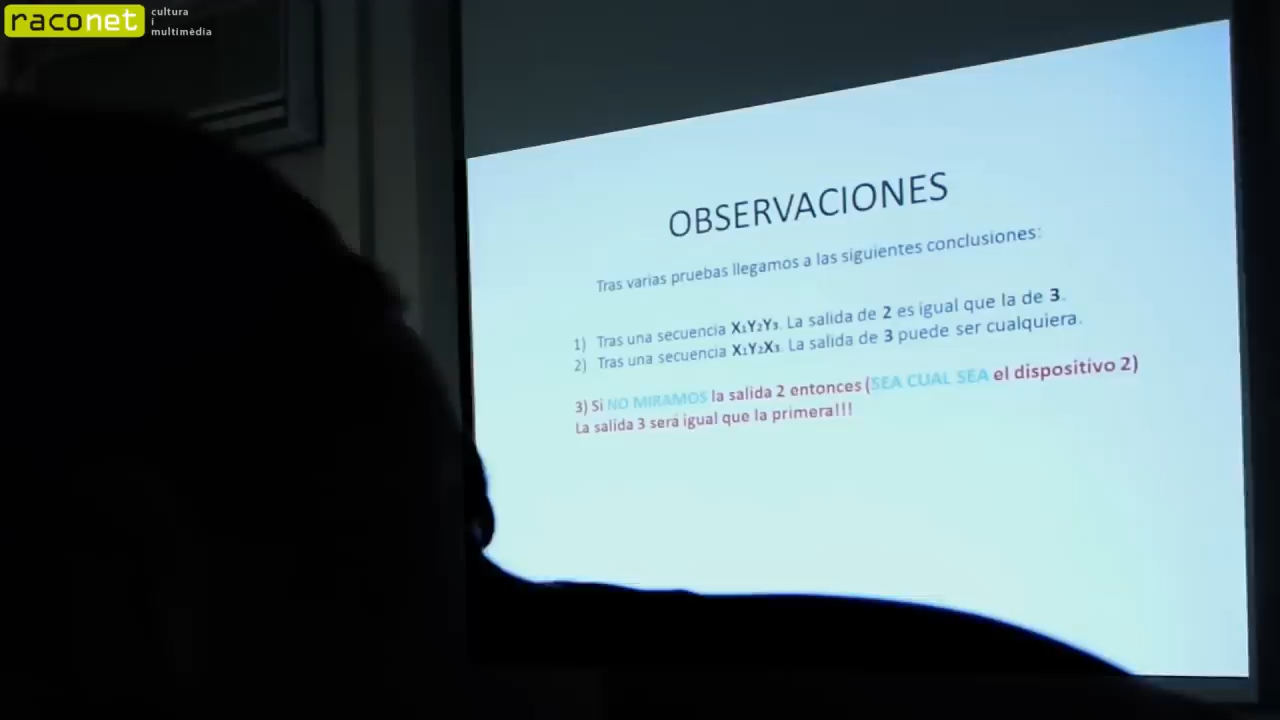 raconet
cultura
i
multimèdia
OBSERVACIONES
Tras varias pruebas llegamos a las siguientes conclusiones:
1) Tras una secuencia X₁Y₂Y₃. La salida de 2 es igual que la de 3.
2) Tras una secuencia X₁Y₂X₃. La salida de 3 puede ser cualquiera.
3) Si NO MIRAMOS la salida 2 entonces (SEA CUAL SEA el dispositivo 2)
La salida 3 será igual que la primera!!!